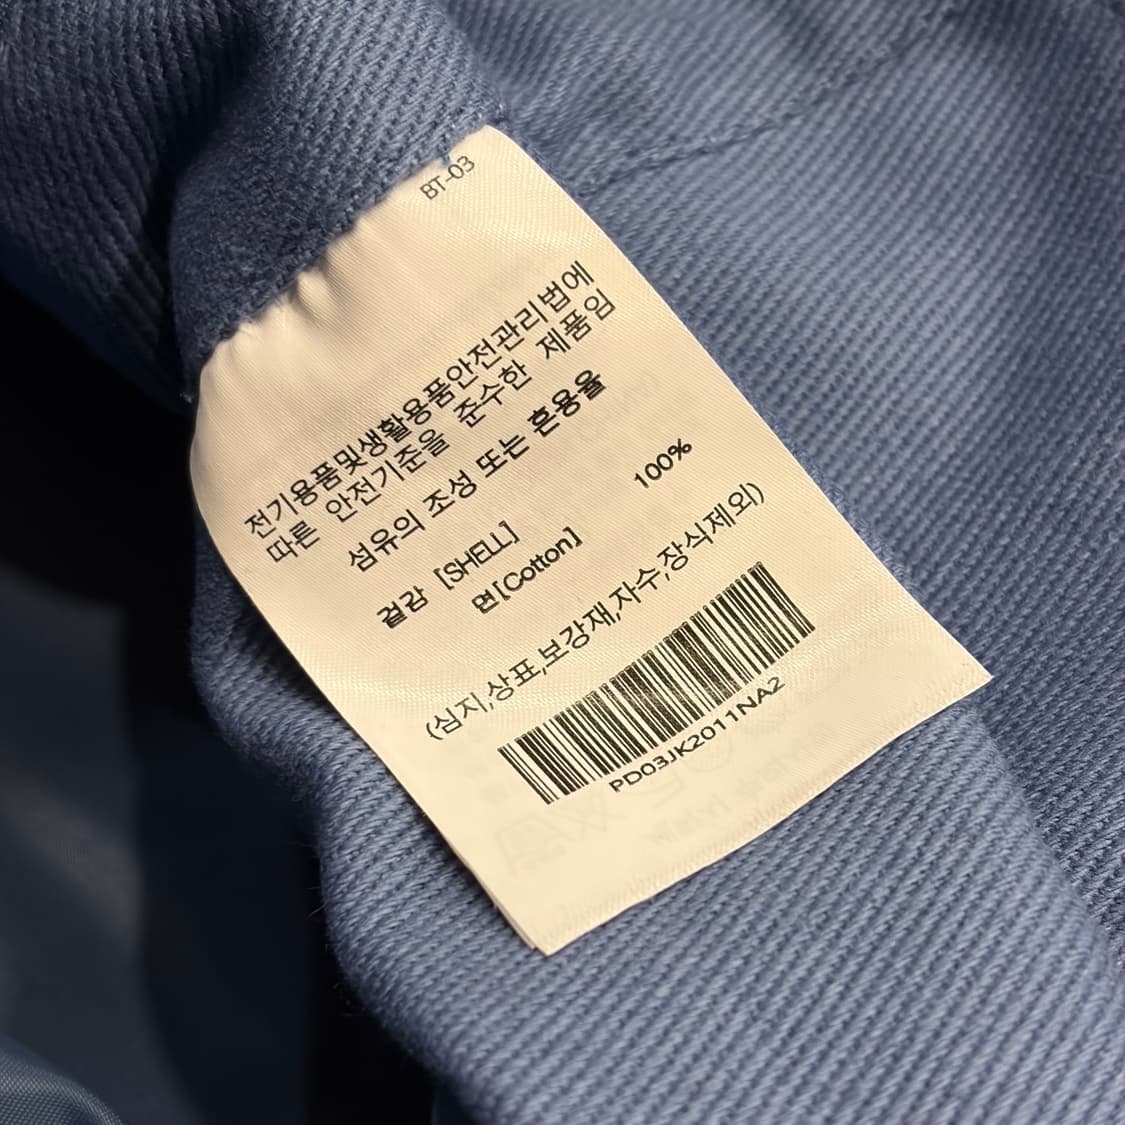 BT-03
전기용품및생활용품안전관리법에
따른 안전기준을 준수한 제품임
섬유의 조성 또는 혼용율
겉감 [SHELL]
면[Cotton] 100%
(심지,상표,보강재,자수,장식제외)
PD03JK2011NA2